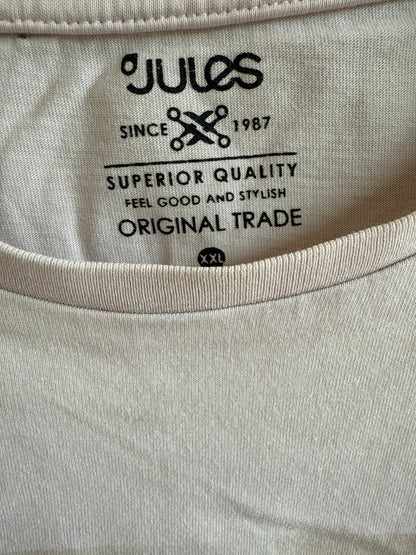 JULES
SINCE 1987
SUPERIOR QUALITY
FEEL GOOD AND STYLISH
ORIGINAL TRADE
XXL